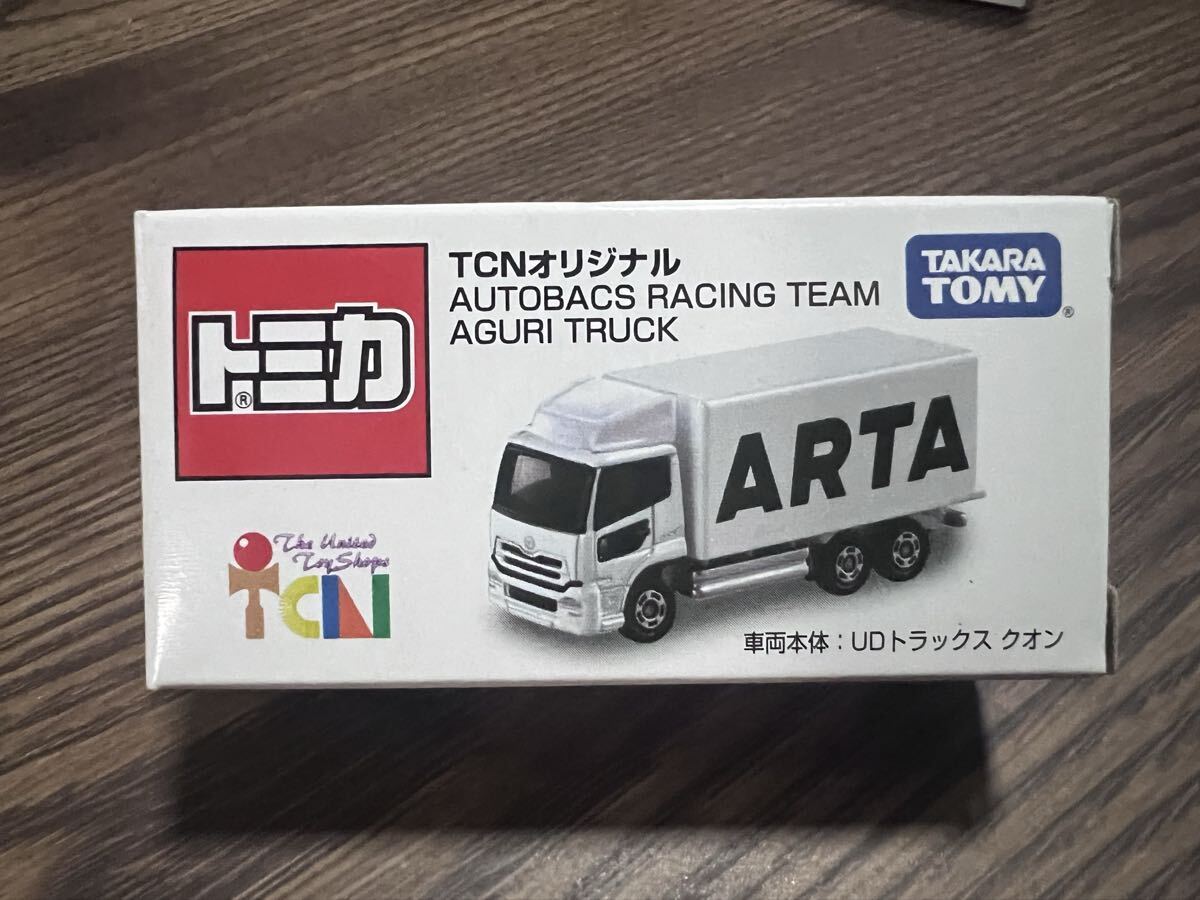 トミカ
®
TCNオリジナル
AUTOBACS RACING TEAM
AGURI TRUCK
TAKARA
TOMY
®
ARTA
The United
Toy Shops
TCN
車両本体：UDトラックス クオン